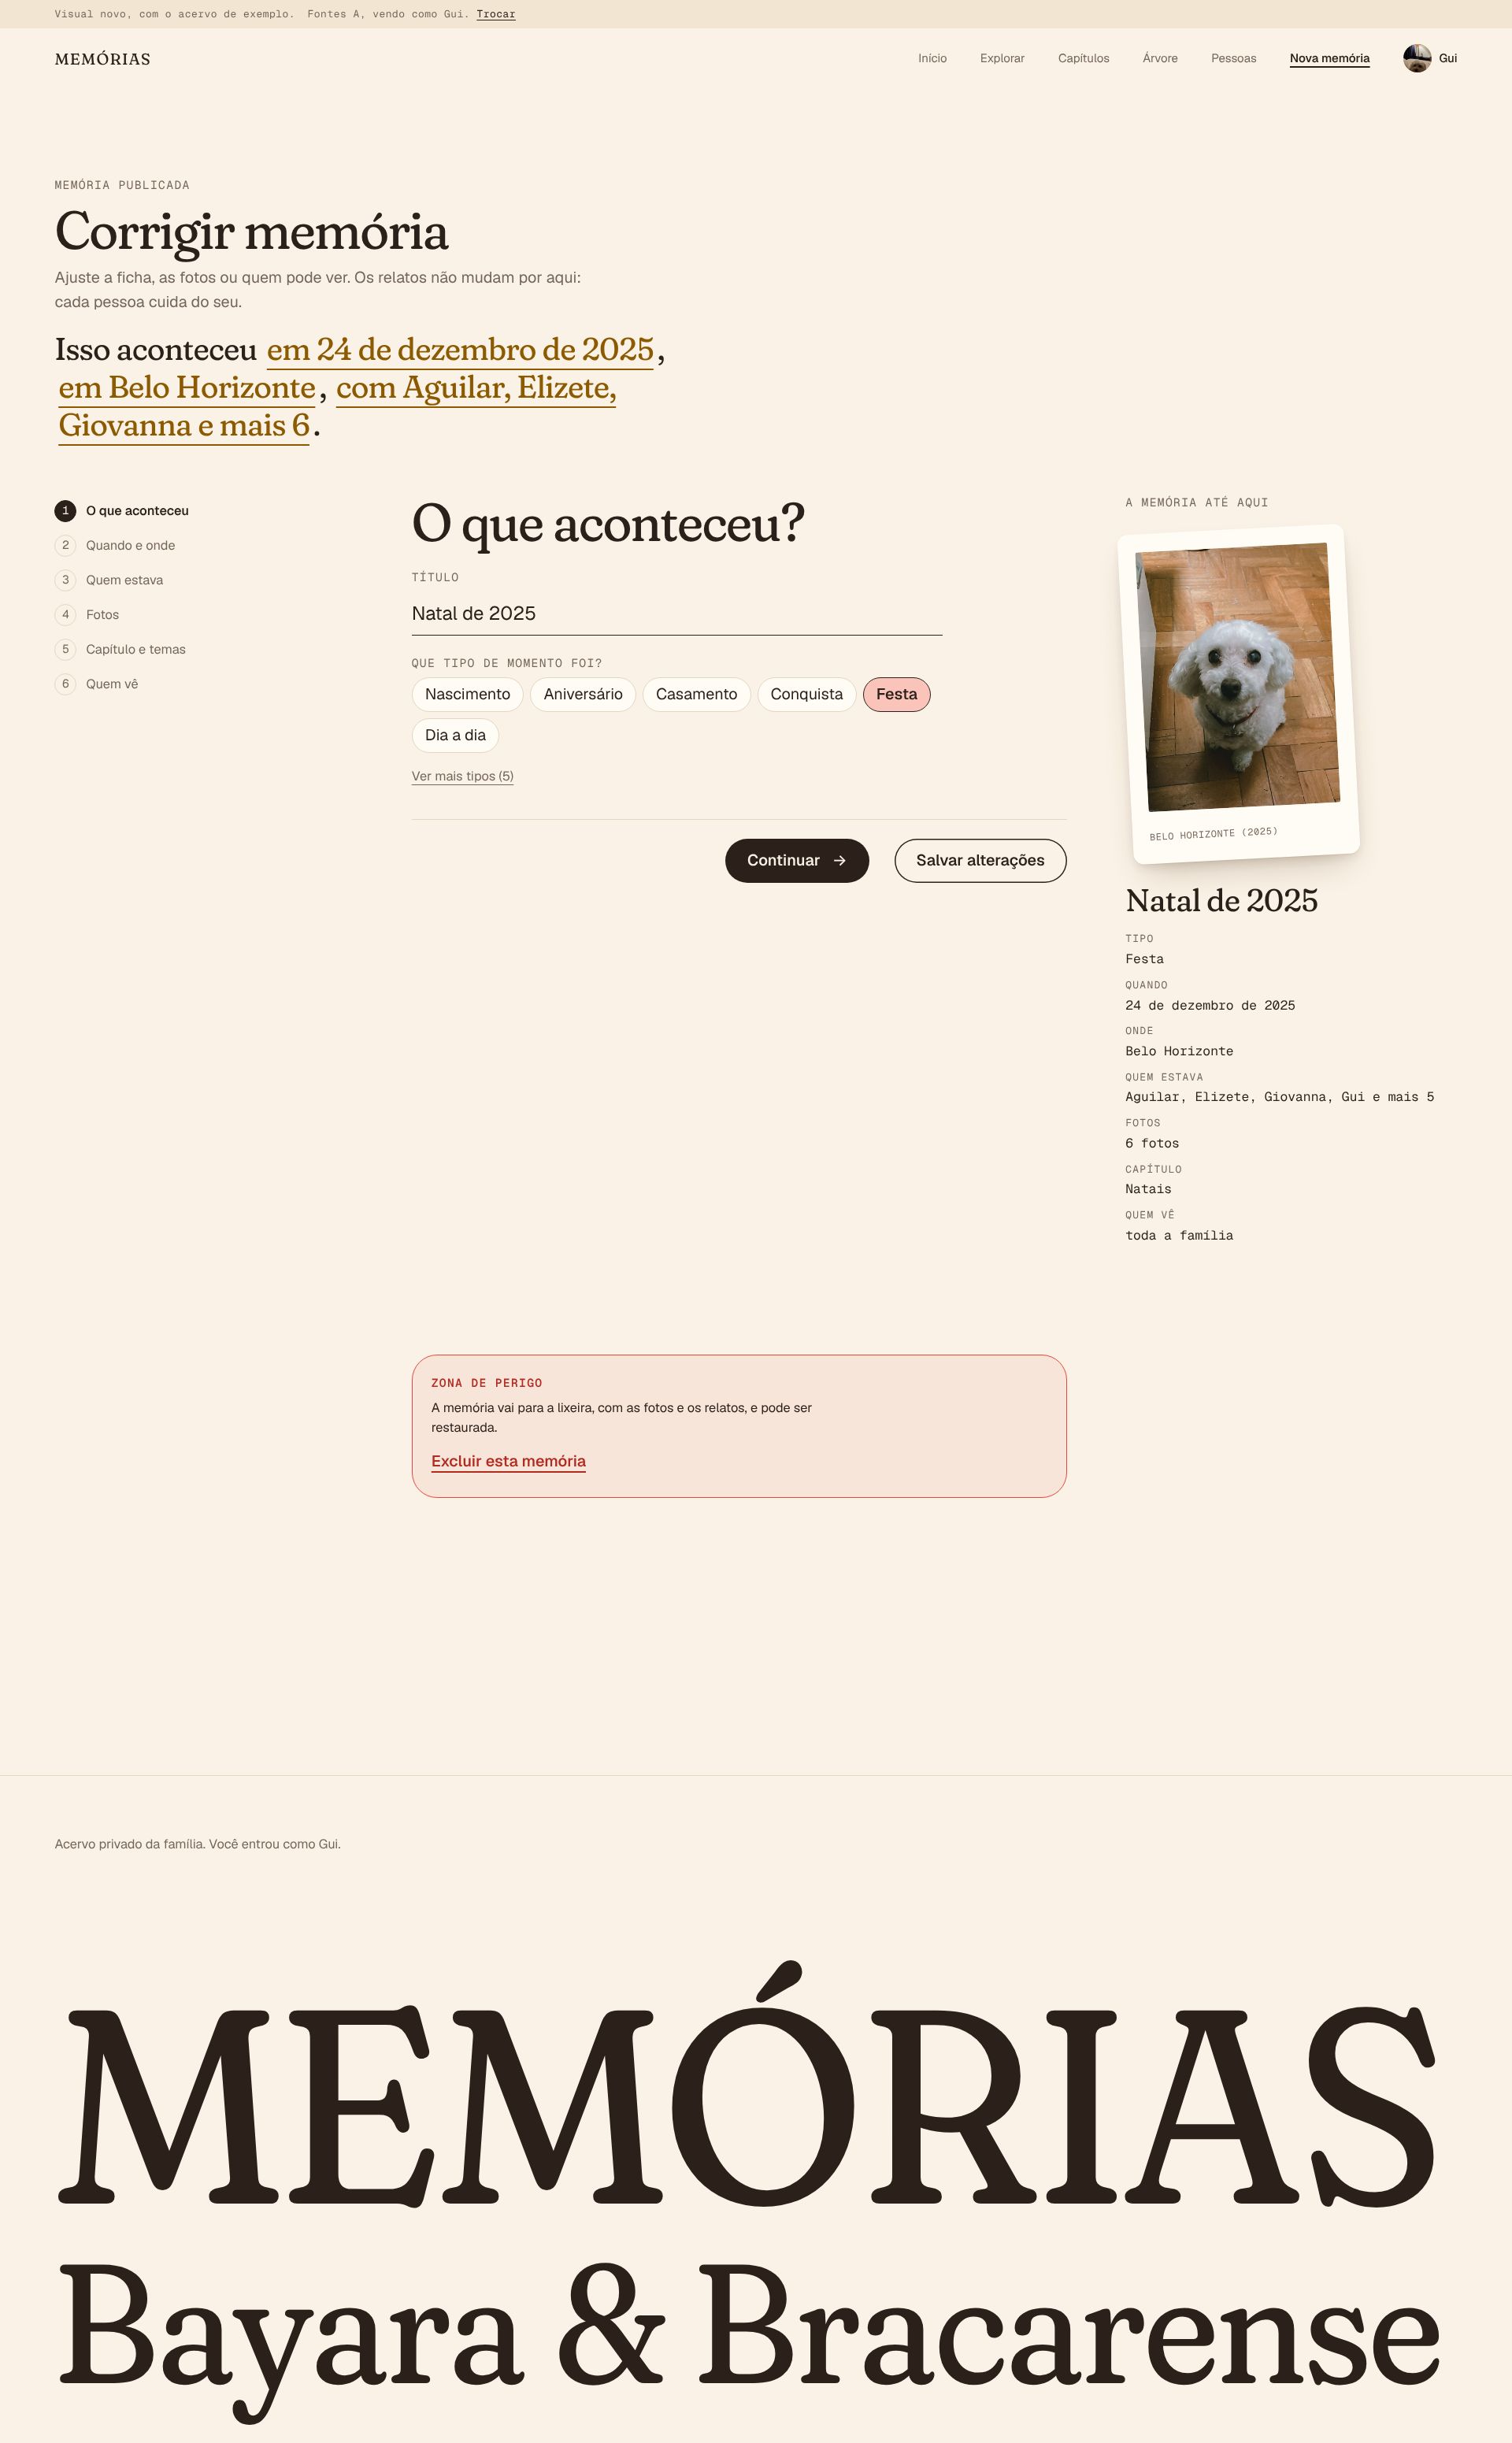 Visual novo, com o acervo de exemplo. Fontes A, vendo como Gui. Trocar
MEMÓRIAS
Início
Explorar
Capítulos
Árvore
Pessoas
Nova memória
Gui
MEMÓRIA PUBLICADA
Corrigir memória
Ajuste a ficha, as fotos ou quem pode ver. Os relatos não mudam por aqui:
cada pessoa cuida do seu.
Isso aconteceu em 24 de dezembro de 2025,
em Belo Horizonte, com Aguilar, Elizete,
Giovanna e mais 6.
1 O que aconteceu
2 Quando e onde
3 Quem estava
4 Fotos
5 Capítulo e temas
6 Quem vê
O que aconteceu?
TÍTULO
Natal de 2025
QUE TIPO DE MOMENTO FOI?
Nascimento
Aniversário
Casamento
Conquista
Festa
Dia a dia
Ver mais tipos (5)
Continuar →
Salvar alterações
A MEMÓRIA ATÉ AQUI
BELO HORIZONTE (2025)
Natal de 2025
TIPO
Festa
QUANDO
24 de dezembro de 2025
ONDE
Belo Horizonte
QUEM ESTAVA
Aguilar, Elizete, Giovanna, Gui e mais 5
FOTOS
6 fotos
CAPÍTULO
Natais
QUEM VÊ
toda a família
ZONA DE PERIGO
A memória vai para a lixeira, com as fotos e os relatos, e pode ser
restaurada.
Excluir esta memória
Acervo privado da família. Você entrou como Gui.
MEMÓRIAS
Bayara & Bracarense